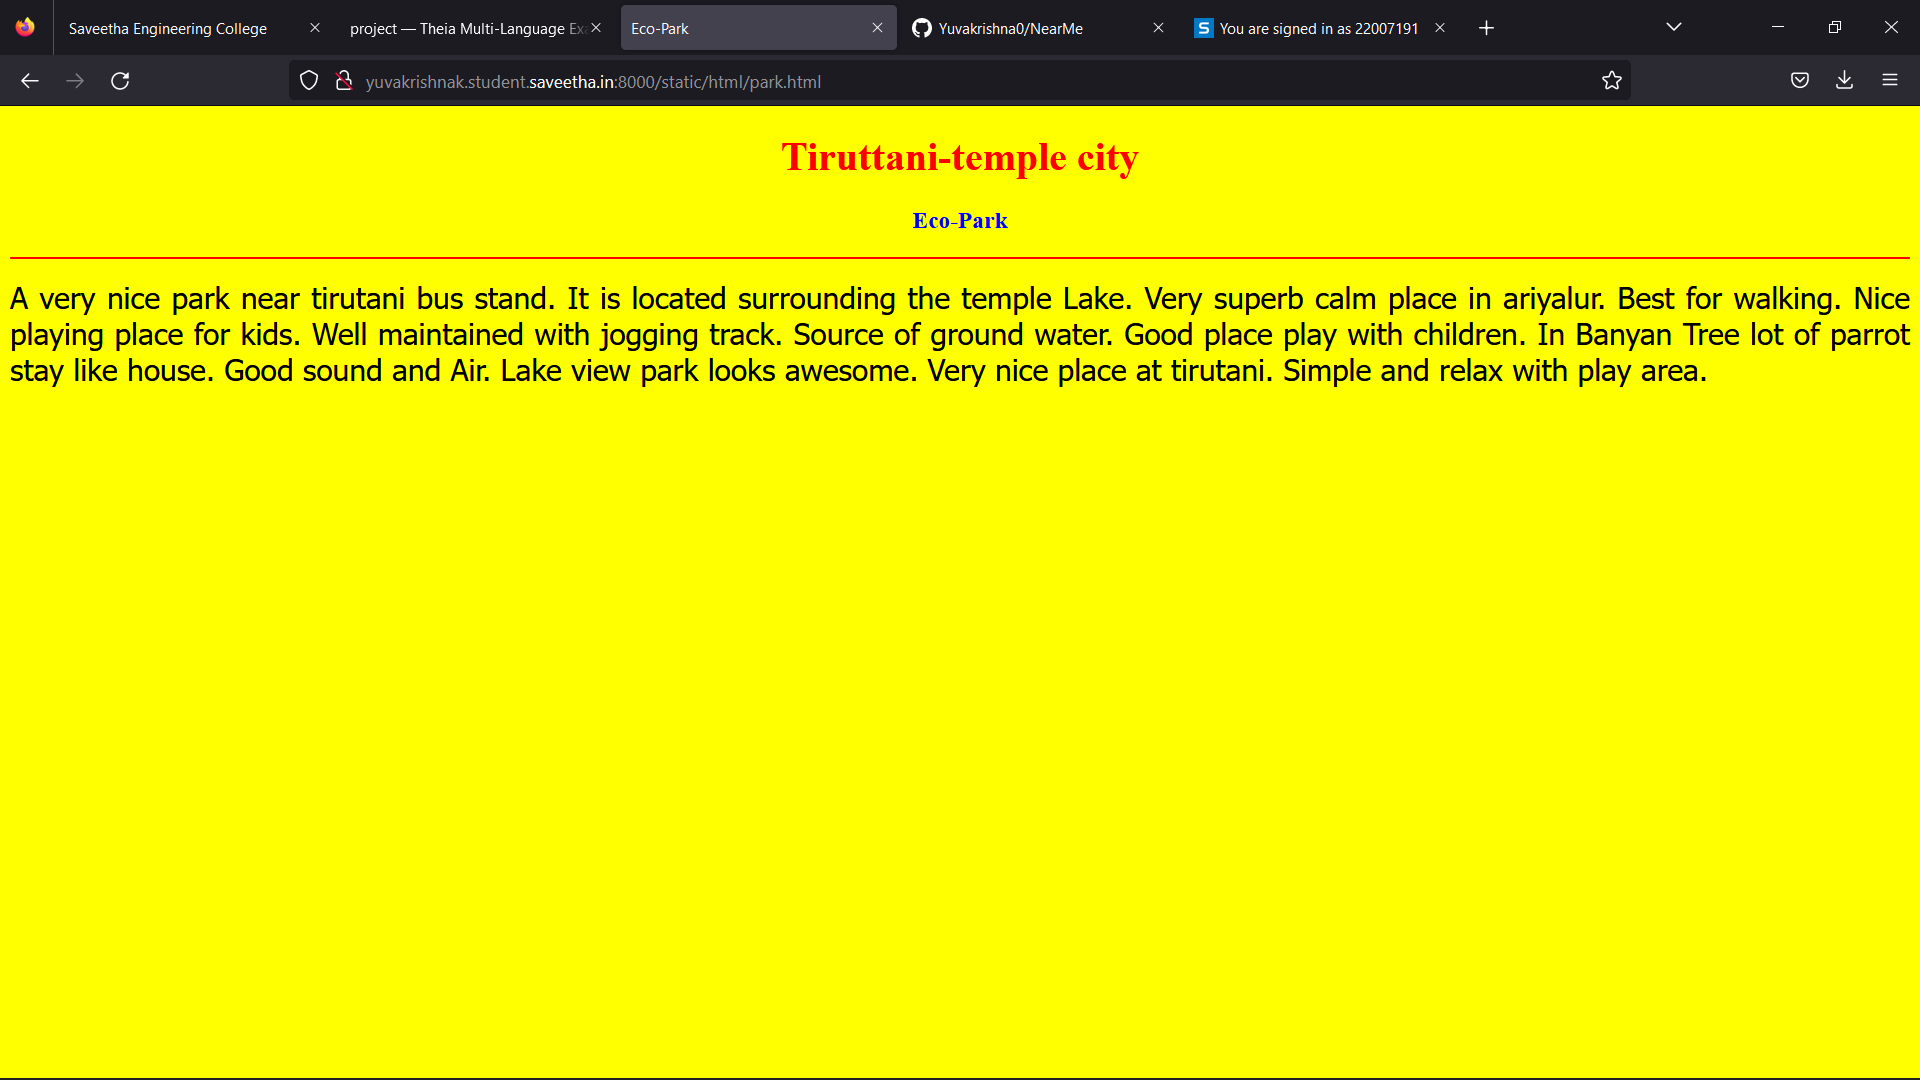 Saveetha Engineering College
project — Theia Multi-Language Exa
Eco-Park
Yuvakrishna0/NearMe
S You are signed in as 22007191
yuvakrishnak.student.saveetha.in:8000/static/html/park.html
Tiruttani-temple city
Eco-Park
A very nice park near tirutani bus stand. It is located surrounding the temple Lake. Very superb calm place in ariyalur. Best for walking. Nice
playing place for kids. Well maintained with jogging track. Source of ground water. Good place play with children. In Banyan Tree lot of parrot
stay like house. Good sound and Air. Lake view park looks awesome. Very nice place at tirutani. Simple and relax with play area.